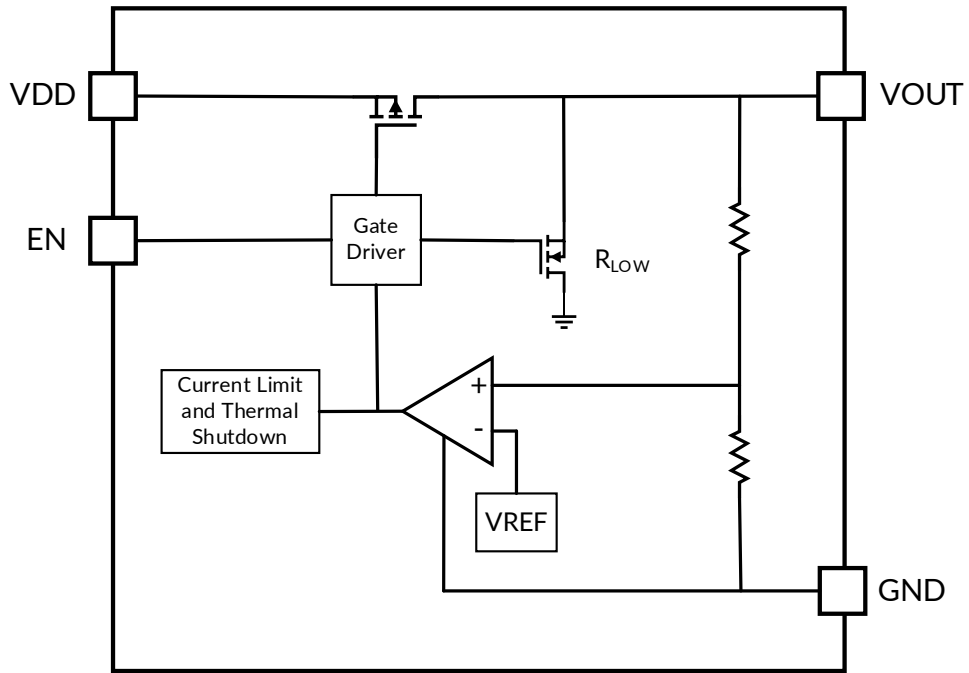 VDD
VOUT
EN
Gate
Driver
RLOW
Current Limit
and Thermal
Shutdown
+
-
VREF
GND